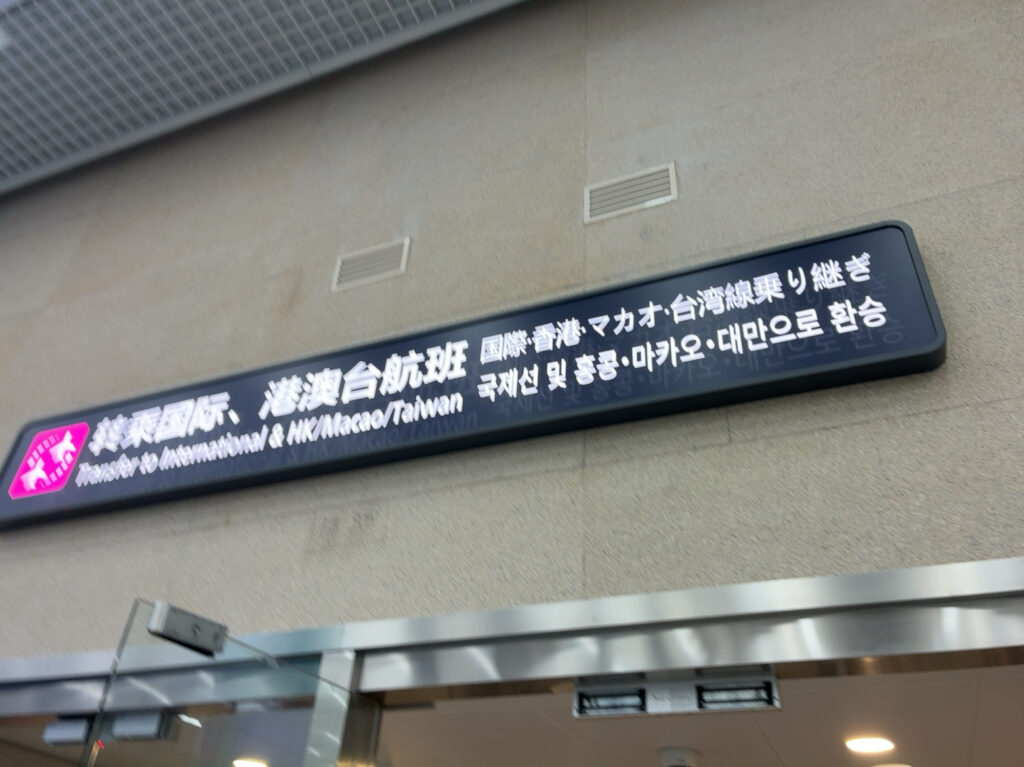 转乘国际、港澳台航班
Transfer to International & HK/Macao/Taiwan
国際·香港·マカオ·台湾線乗り継ぎ
국제선 및 홍콩·마카오·대만으로 환승